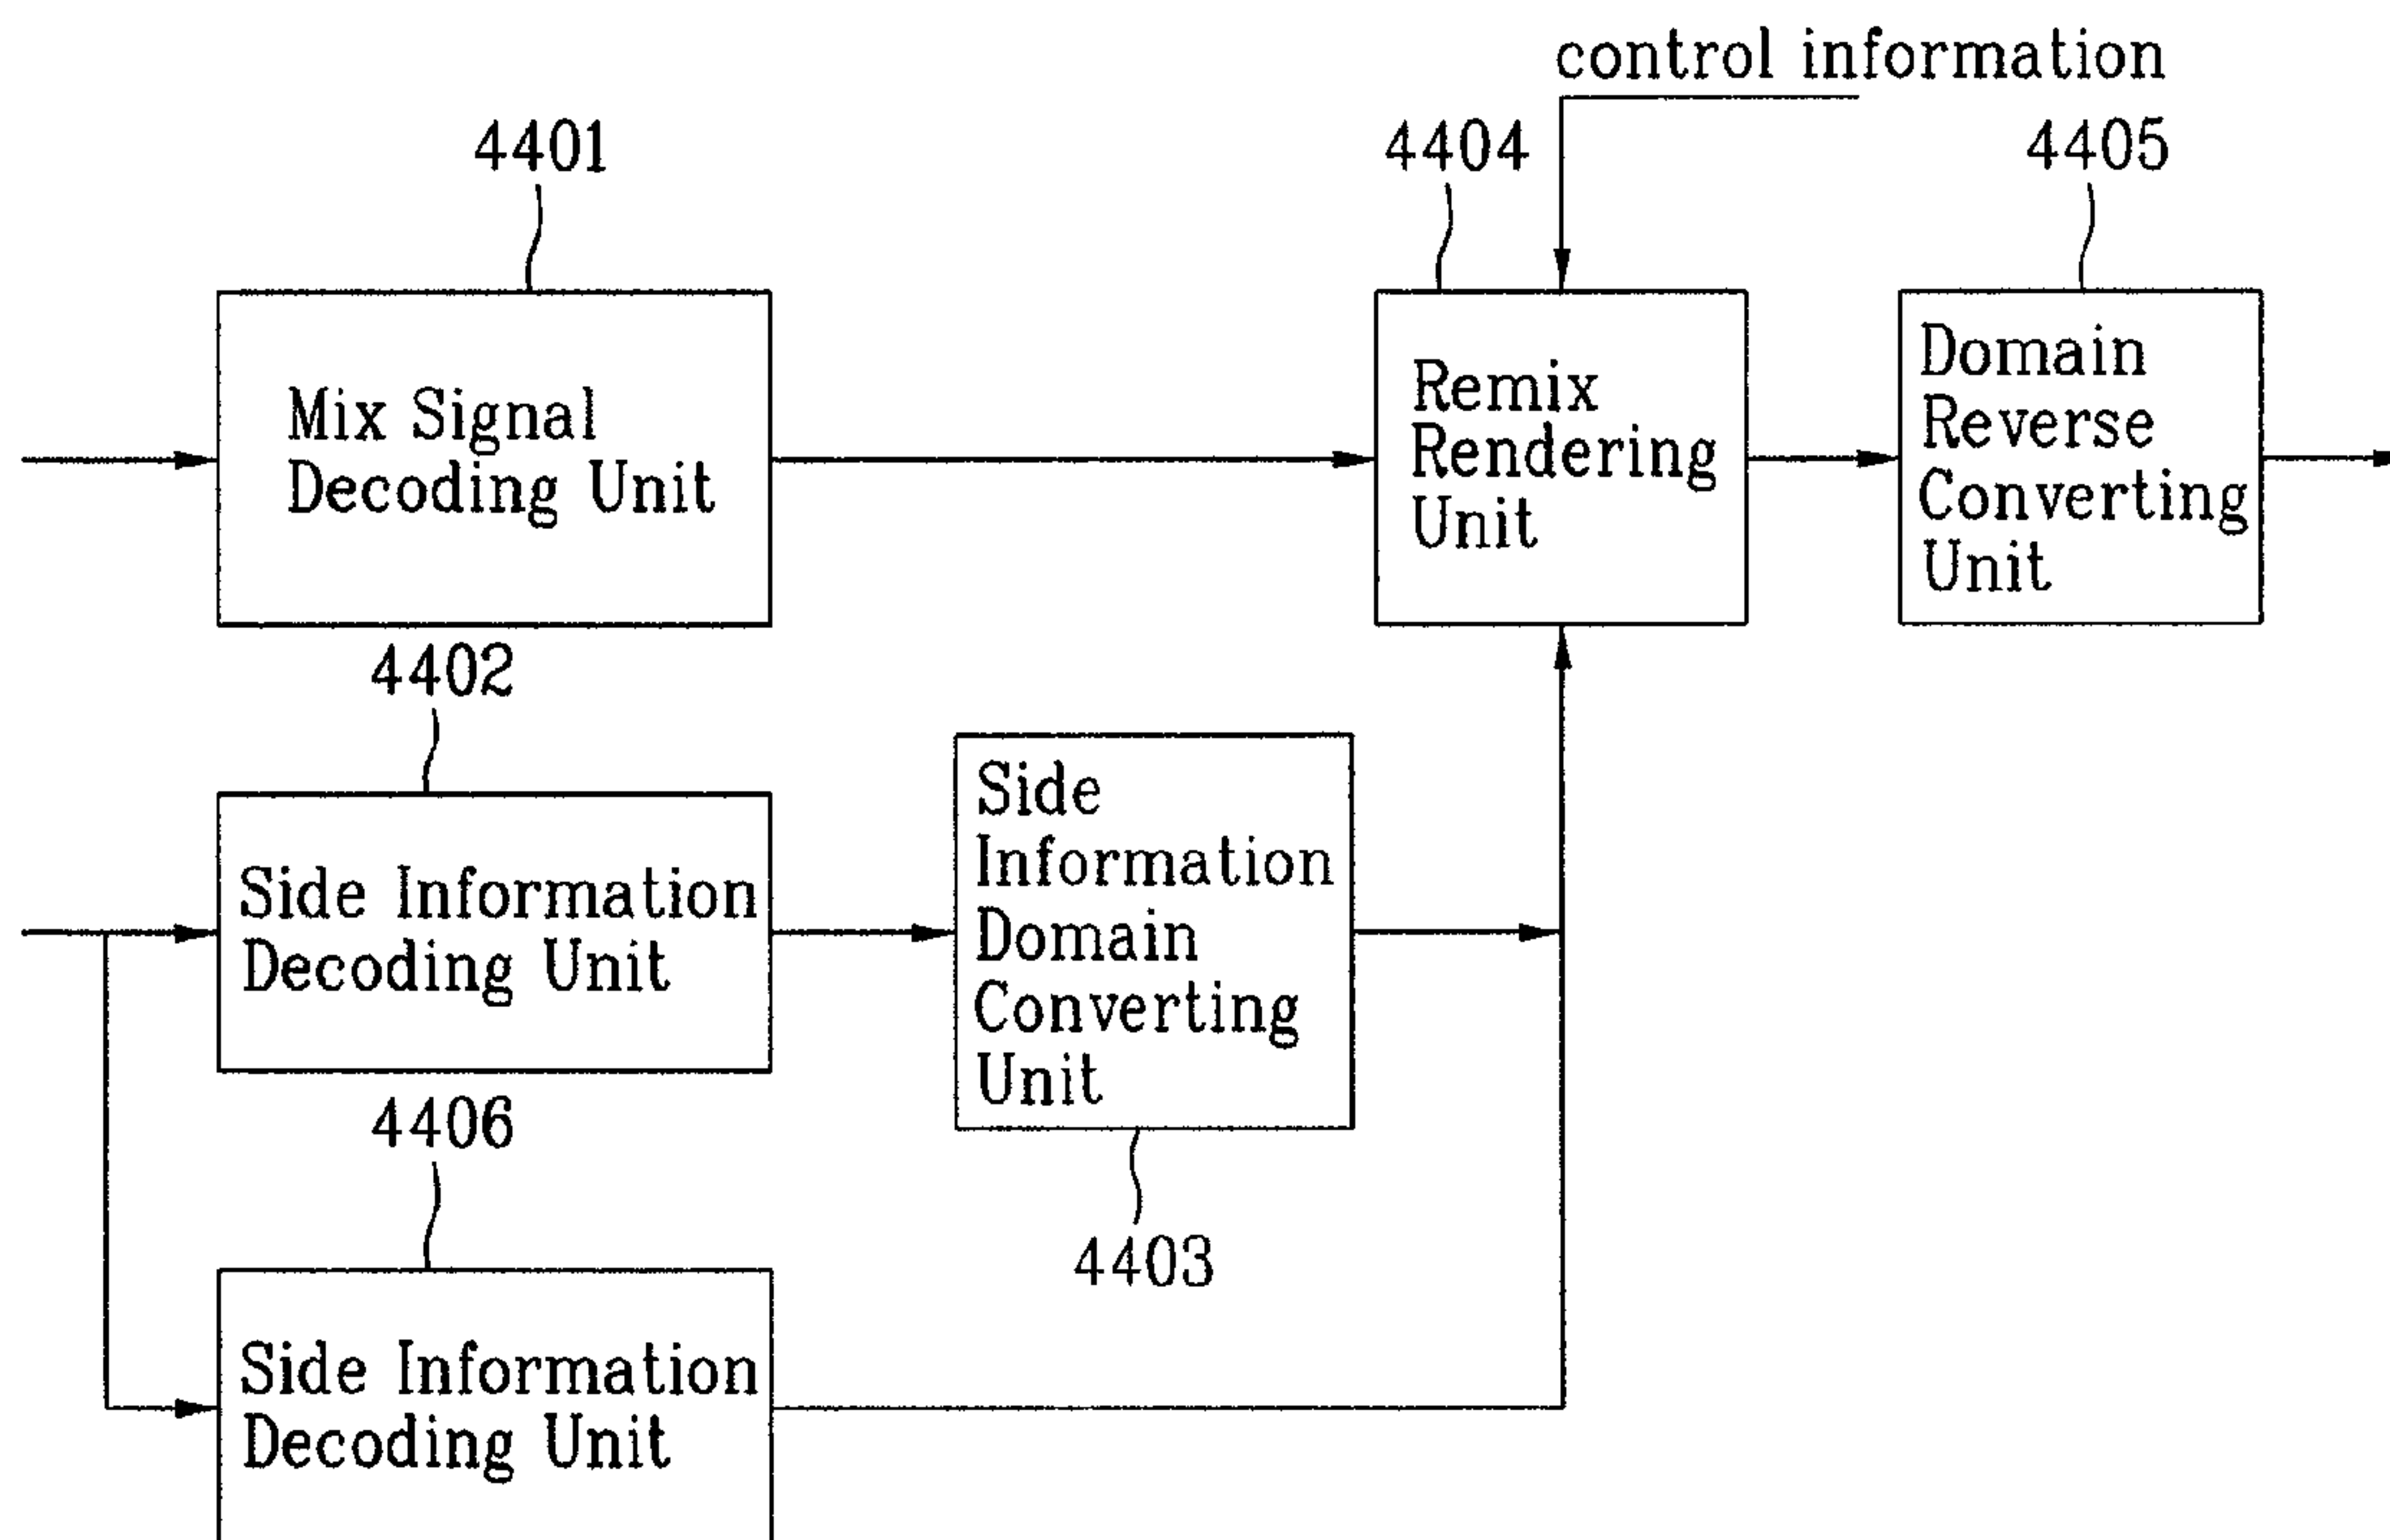 control information
4401
4404
4405
Mix Signal
Decoding Unit
Remix
Rendering
Unit
Domain
Reverse
Converting
Unit
4402
Side Information
Decoding Unit
Side
Information
Domain
Converting
Unit
4406
4403
Side Information
Decoding Unit